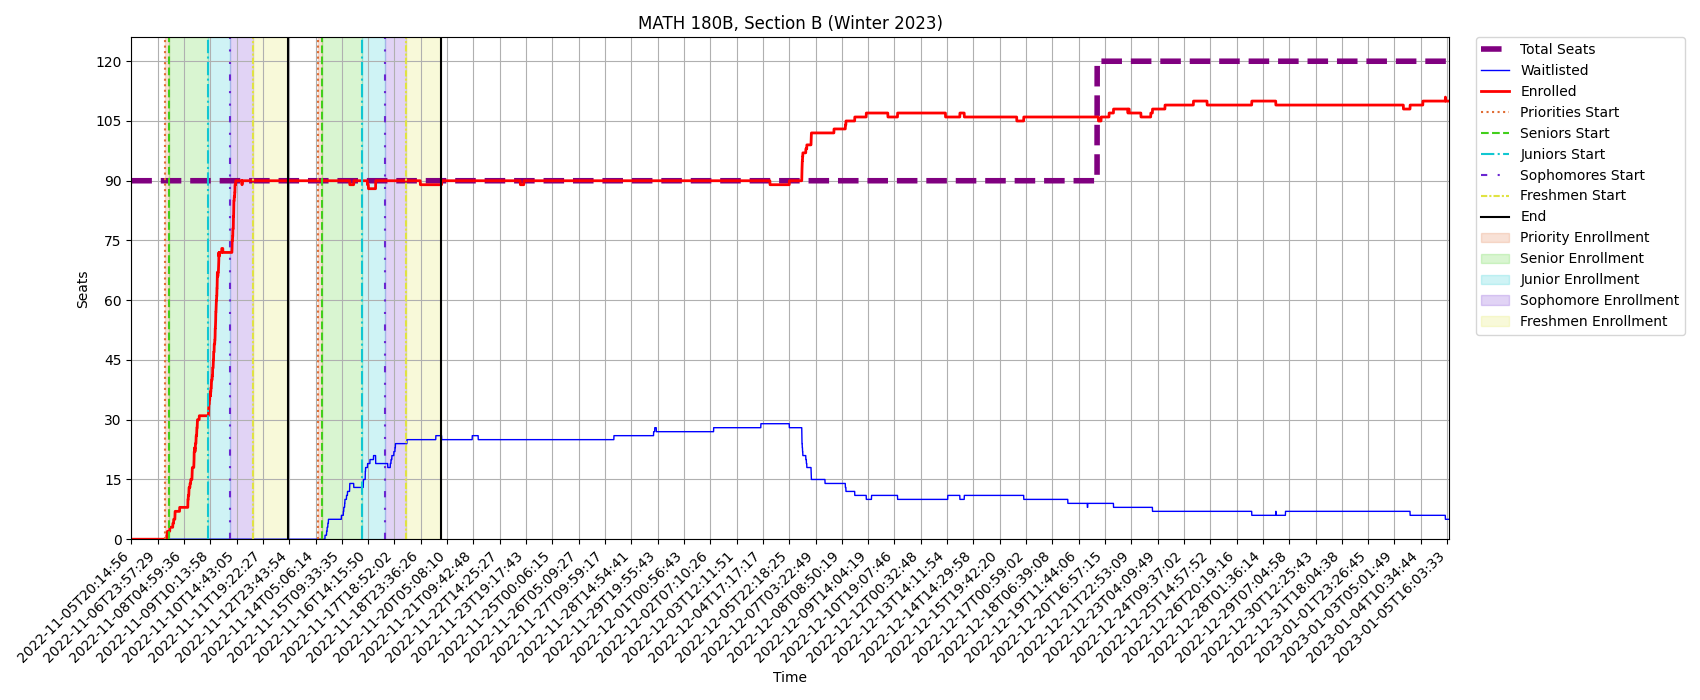 MATH 180B, Section B (Winter 2023)
Seats
120
105
90
75
60
45
30
15
0
2022-11-05T20:14:56
2022-11-06T23:57:29
2022-11-08T04:59:36
2022-11-09T10:13:58
2022-11-10T14:43:05
2022-11-11T19:22:27
2022-11-12T23:43:54
2022-11-14T05:06:14
2022-11-15T09:33:35
2022-11-16T14:15:50
2022-11-17T18:52:02
2022-11-18T23:36:26
2022-11-20T05:08:10
2022-11-21T09:42:48
2022-11-22T14:25:27
2022-11-23T19:17:43
2022-11-25T00:06:15
2022-11-26T05:09:27
2022-11-27T09:59:17
2022-11-28T14:54:41
2022-11-29T19:55:43
2022-12-01T00:56:43
2022-12-02T07:10:26
2022-12-03T12:11:51
2022-12-04T17:17:17
2022-12-05T22:18:25
2022-12-07T03:22:49
2022-12-08T08:50:19
2022-12-09T14:04:19
2022-12-10T19:07:46
2022-12-12T00:32:48
2022-12-13T14:11:54
2022-12-14T14:29:58
2022-12-15T19:42:20
2022-12-17T00:59:02
2022-12-18T06:39:08
2022-12-19T11:44:06
2022-12-20T16:57:15
2022-12-21T22:53:09
2022-12-23T04:09:49
2022-12-24T09:37:02
2022-12-25T14:57:52
2022-12-26T20:19:16
2022-12-28T01:36:14
2022-12-29T07:04:58
2022-12-30T12:25:43
2022-12-31T18:04:38
2023-01-01T23:26:45
2023-01-03T05:01:49
2023-01-04T10:34:44
2023-01-05T16:03:33
Time
Total Seats
Waitlisted
Enrolled
Priorities Start
Seniors Start
Juniors Start
Sophomores Start
Freshmen Start
End
Priority Enrollment
Senior Enrollment
Junior Enrollment
Sophomore Enrollment
Freshmen Enrollment